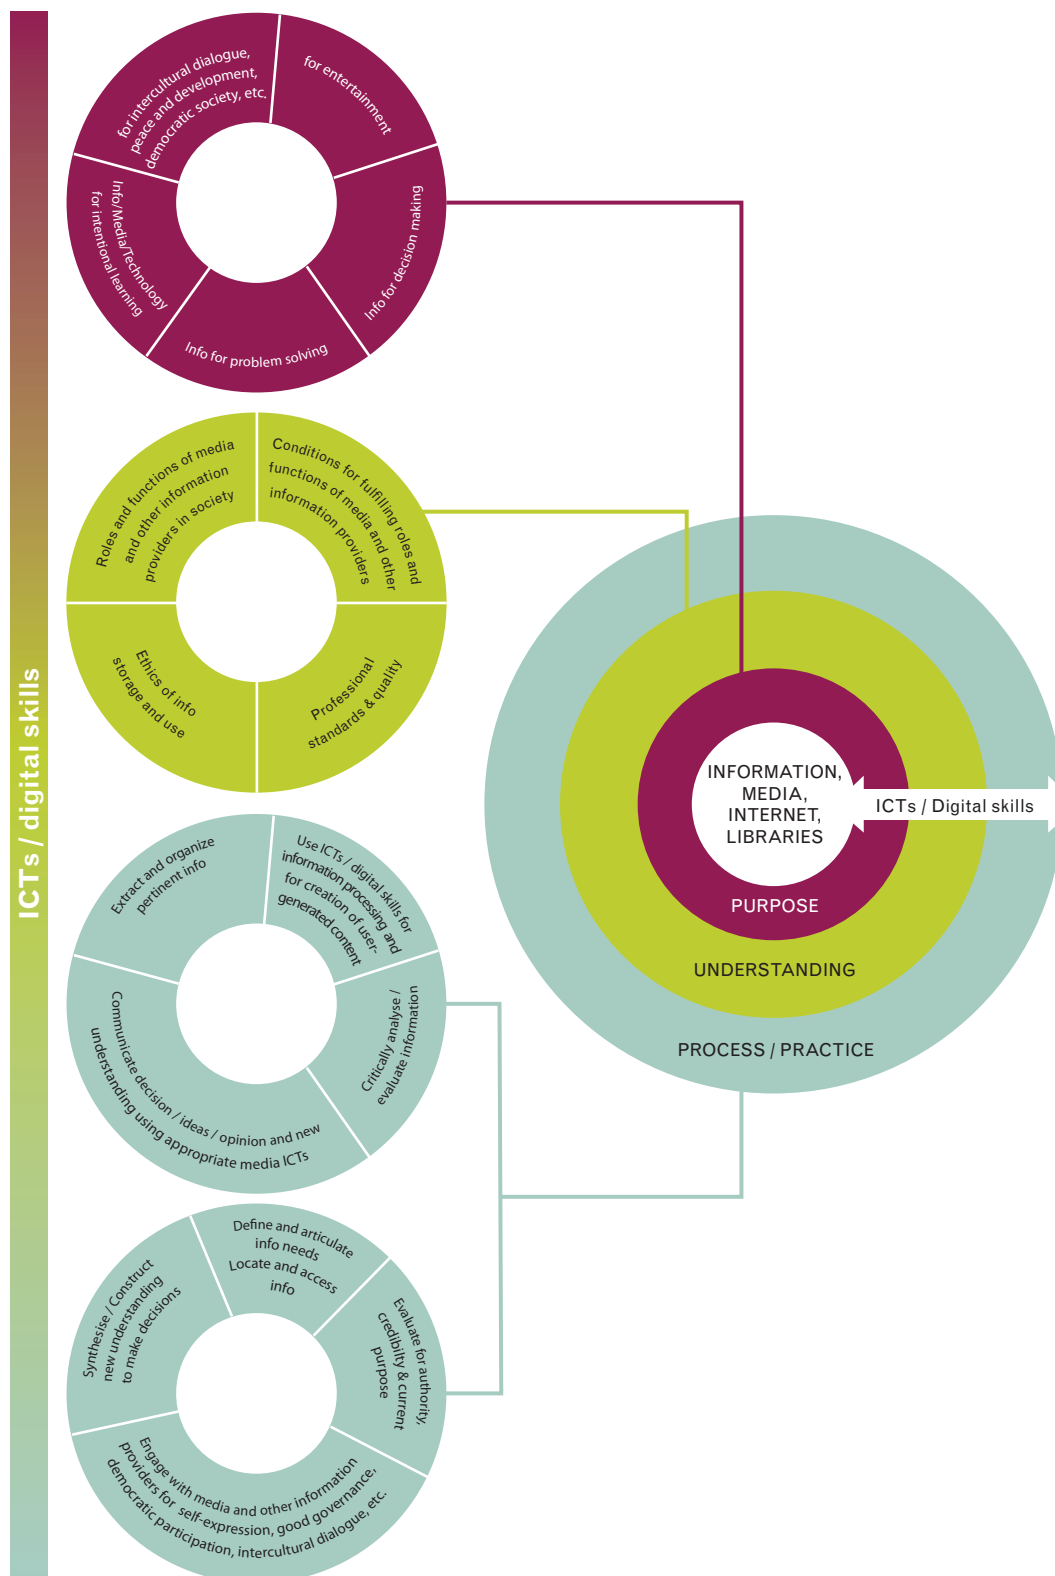 ICTs / digital skills
for intercultural dialogue,
peace and development,
democratic society, etc.
for entertainment
Info for decision making
Info for problem solving
Info/Media/Technology
for intentional learning
Roles and functions of media
and other information
providers in society
Conditions for fulfilling roles and
functions of media and other
information providers
Professional
standards & quality
Ethics of info
storage and use
Extract and organize
pertinent info
Use ICTs / digital skills for
information processing and
for creation of user-
generated content
Critically analyse /
evaluate information
Communicate decision / ideas / opinion and new
understanding using appropriate media ICTs
Synthesise / Construct
new understanding
to make decisions
Define and articulate
info needs
Locate and access
info
Evaluate for authority,
credibilty & current
purpose
Engage with media and other information
providers for self-expression, good governance,
democratic participation, intercultural dialogue, etc.
INFORMATION,
MEDIA,
INTERNET,
LIBRARIES
ICTs / Digital skills
PURPOSE
UNDERSTANDING
PROCESS / PRACTICE